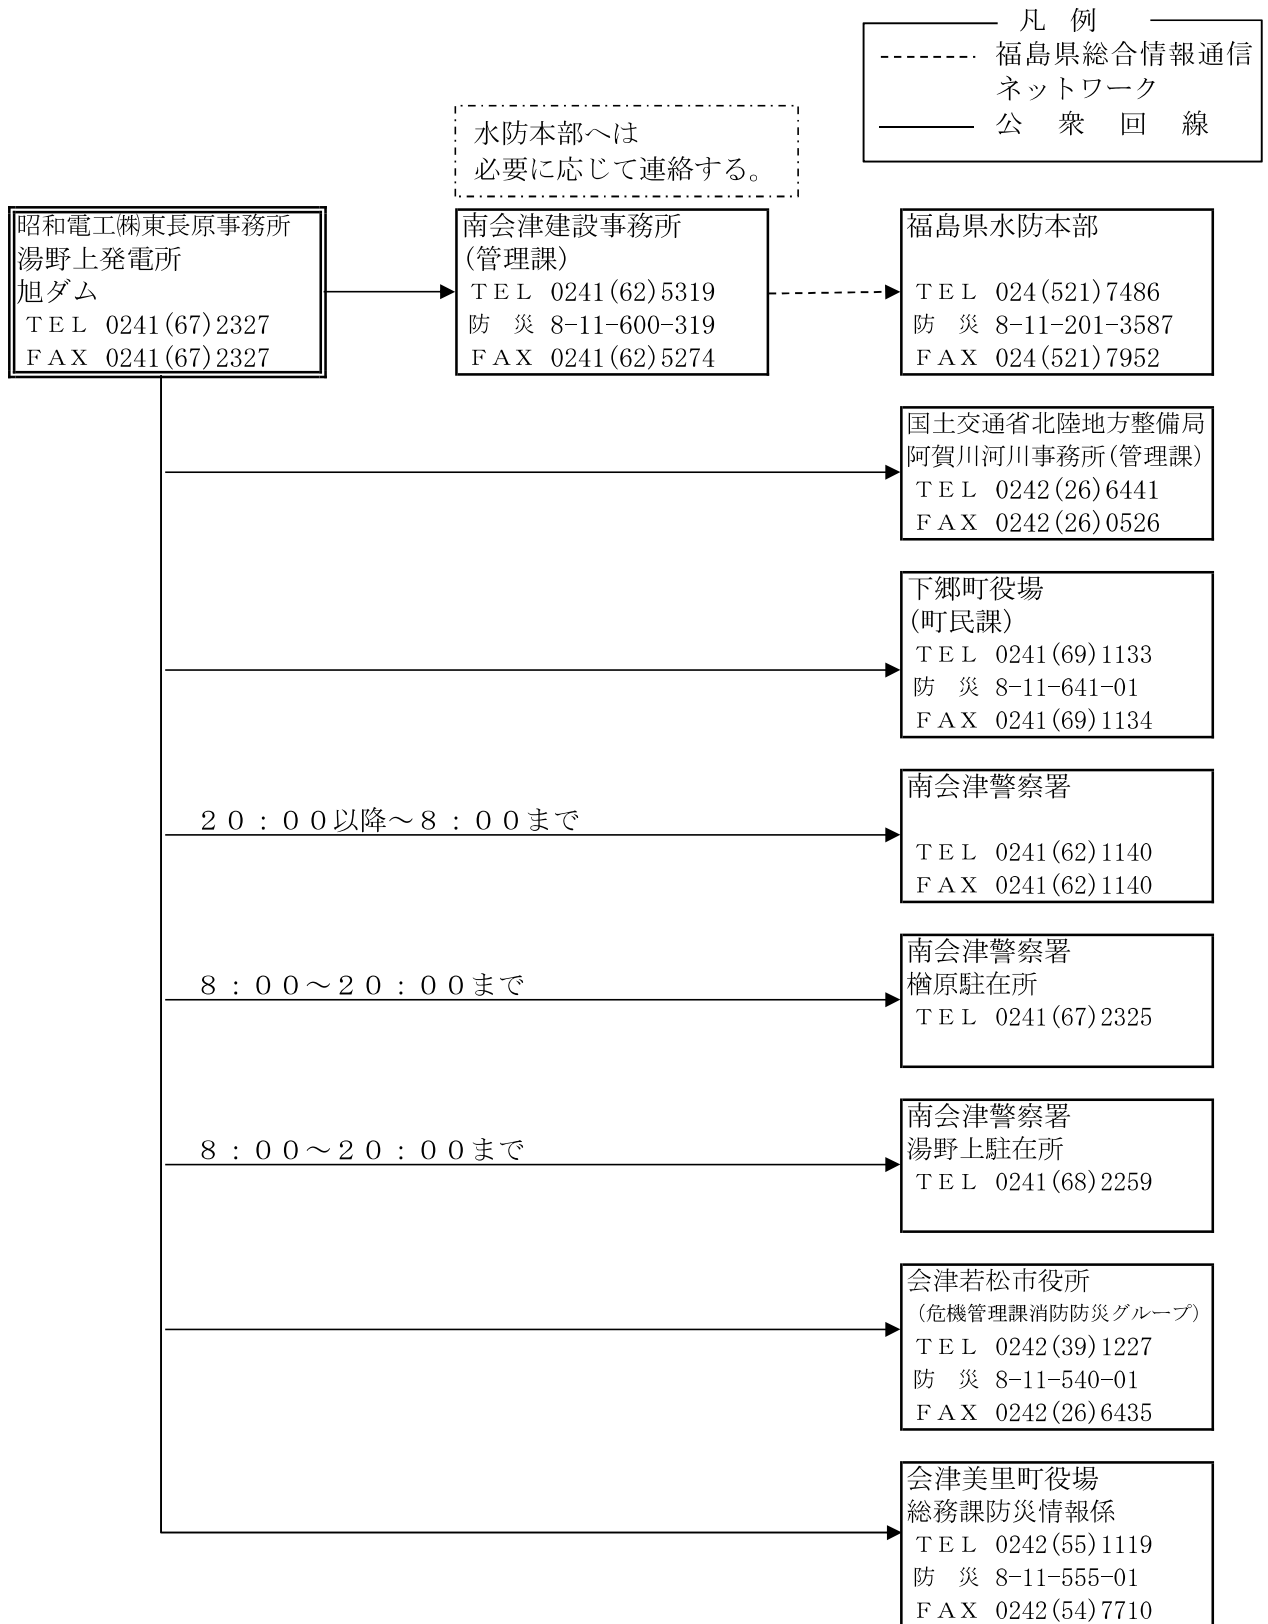 凡 例
福島県総合情報通信
ネットワーク
公 衆 回 線
水防本部へは
必要に応じて連絡する。
昭和電工㈱東長原事務所
湯野上発電所
旭ダム
ＴＥＬ 0241(67)2327
ＦＡＸ 0241(67)2327
南会津建設事務所
(管理課)
ＴＥＬ 0241(62)5319
防 災 8-11-600-319
ＦＡＸ 0241(62)5274
福島県水防本部
ＴＥＬ 024(521)7486
防 災 8-11-201-3587
ＦＡＸ 024(521)7952
国土交通省北陸地方整備局
阿賀川河川事務所(管理課)
ＴＥＬ 0242(26)6441
ＦＡＸ 0242(26)0526
下郷町役場
(町民課)
ＴＥＬ 0241(69)1133
防 災 8-11-641-01
ＦＡＸ 0241(69)1134
２０：００以降～８：００まで
南会津警察署
ＴＥＬ 0241(62)1140
ＦＡＸ 0241(62)1140
８：００～２０：００まで
南会津警察署
楢原駐在所
ＴＥＬ 0241(67)2325
８：００～２０：００まで
南会津警察署
湯野上駐在所
ＴＥＬ 0241(68)2259
会津若松市役所
(危機管理課消防防災グループ)
ＴＥＬ 0242(39)1227
防 災 8-11-540-01
ＦＡＸ 0242(26)6435
会津美里町役場
総務課防災情報係
ＴＥＬ 0242(55)1119
防 災 8-11-555-01
ＦＡＸ 0242(54)7710